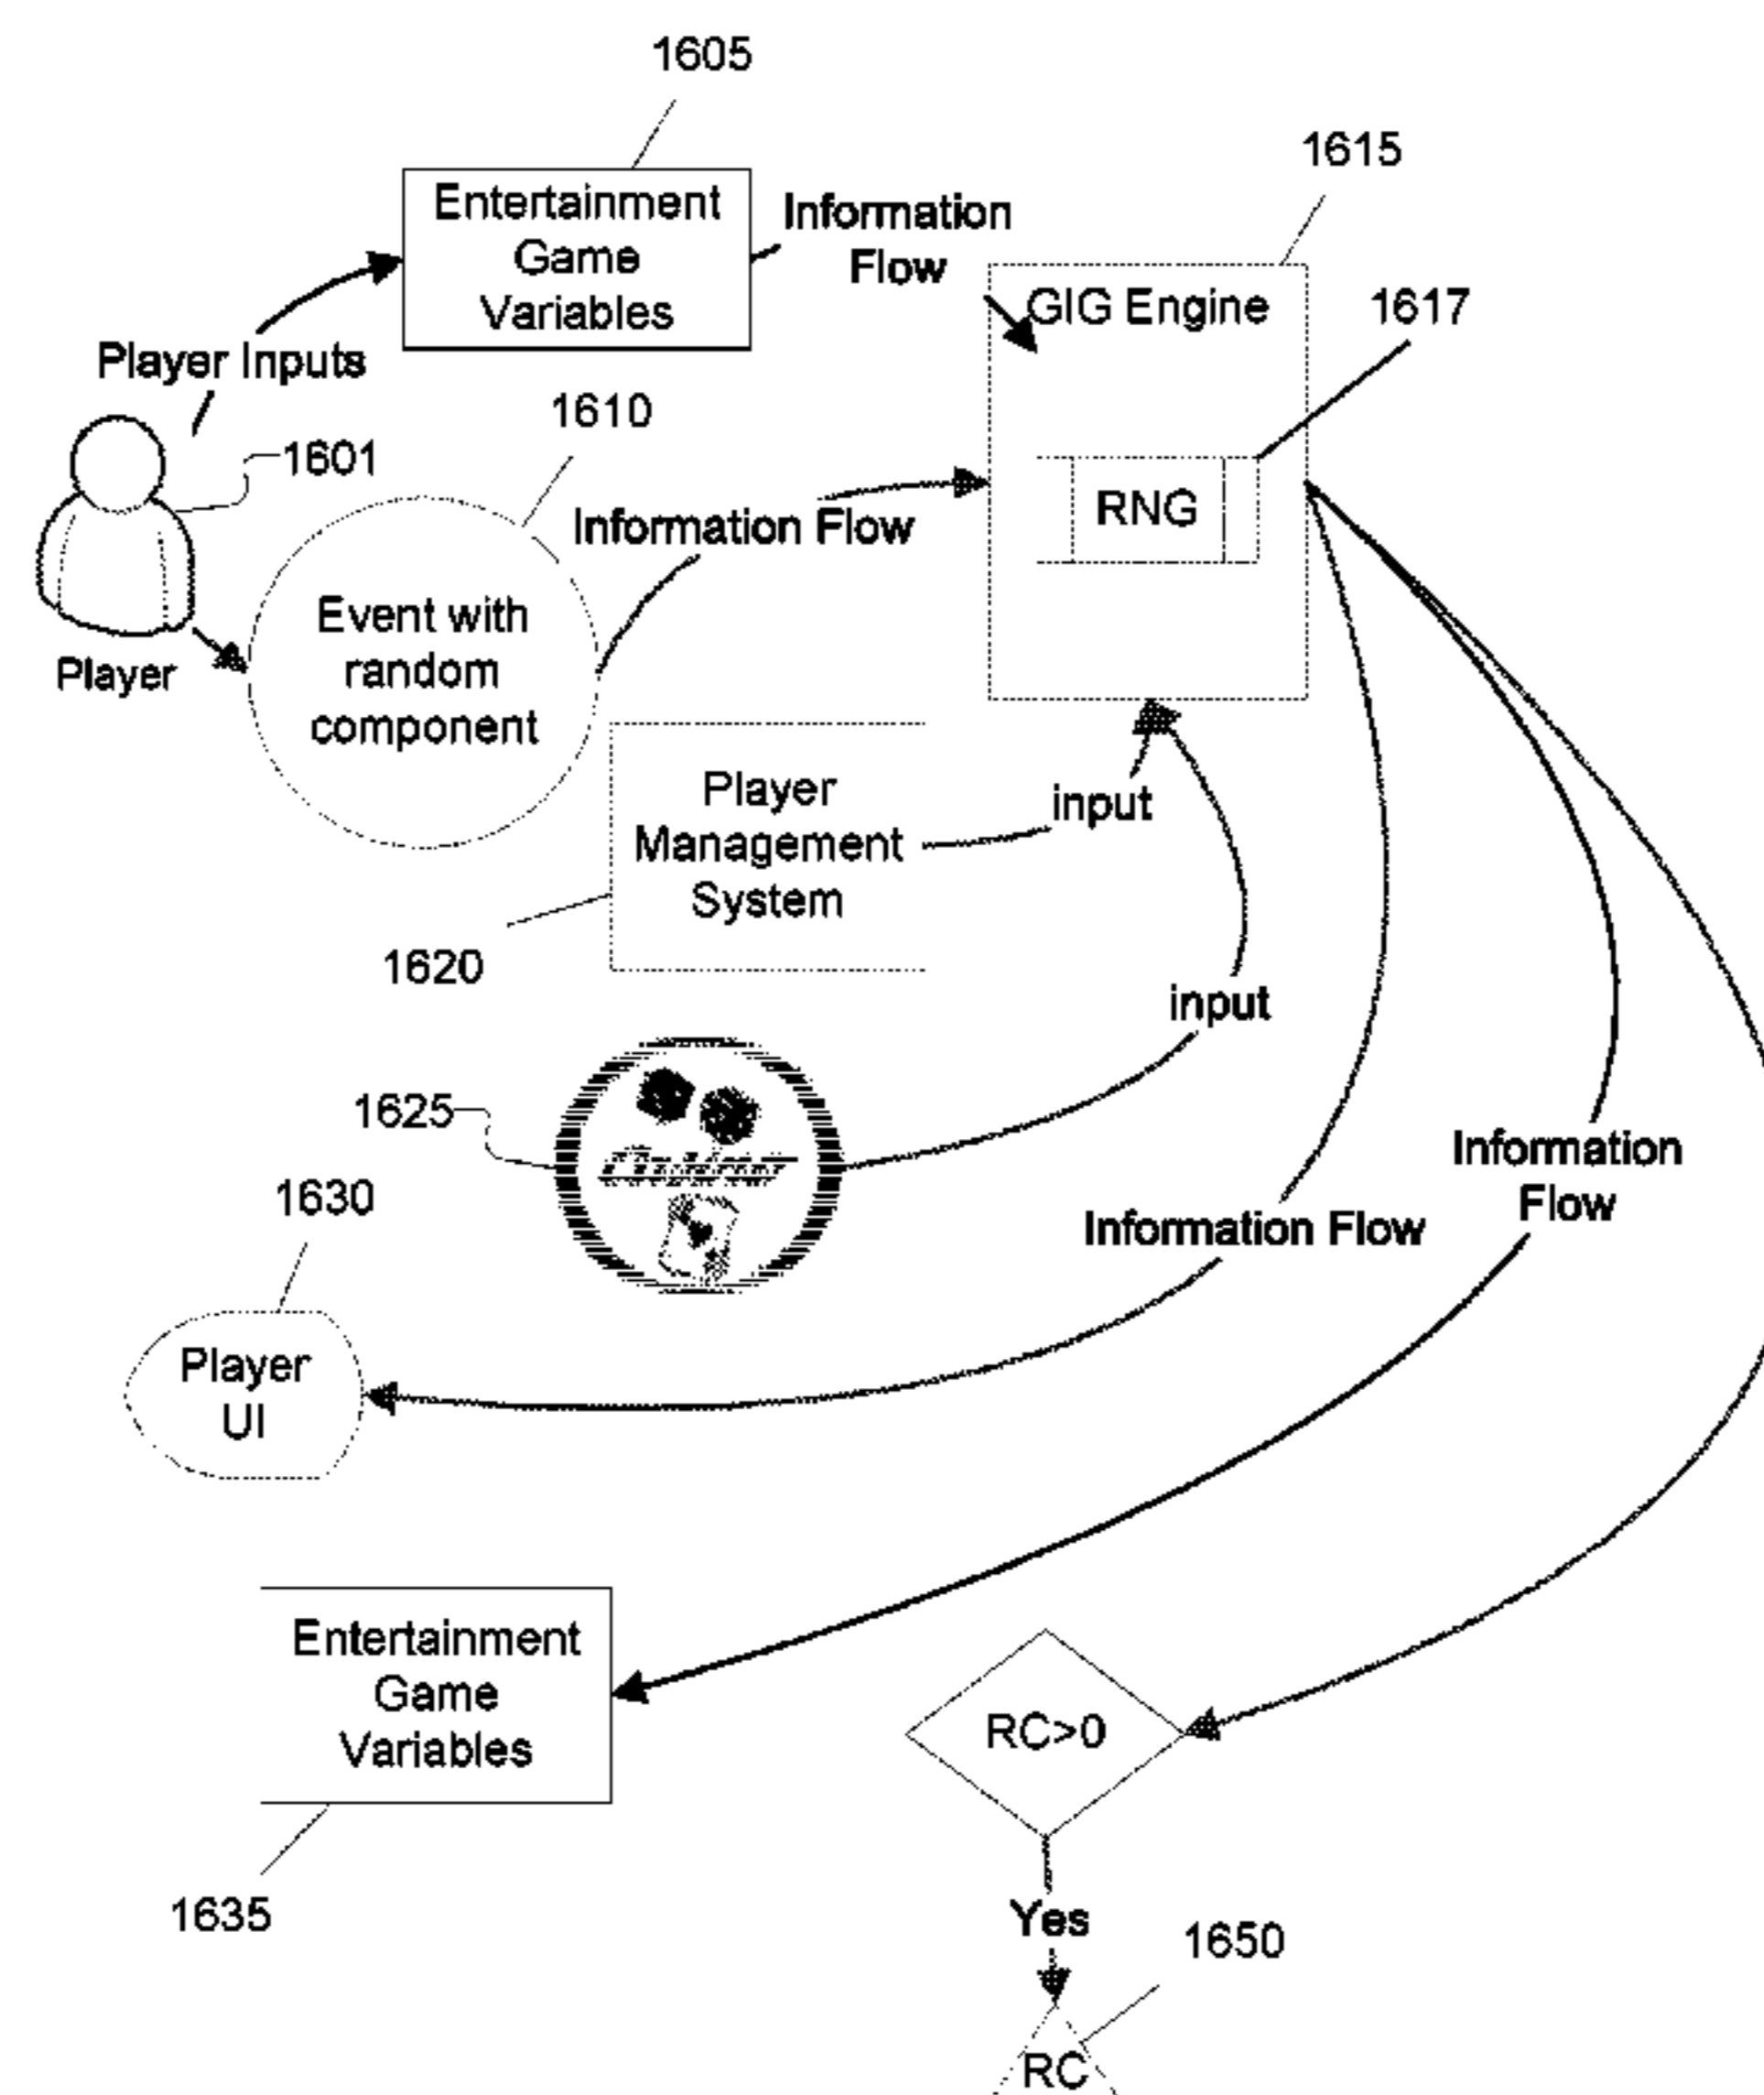 1605
1615
Entertainment
Game
Variables
Information
Flow
GIG Engine
1617
Player Inputs
1610
1601
RNG
Information Flow
Event with
random
component
Player
Player
Management
System
input
1620
input
1625
Information
Flow
1630
Information Flow
Player
UI
Entertainment
Game
Variables
RC>0
1635
Yes
1650
RC